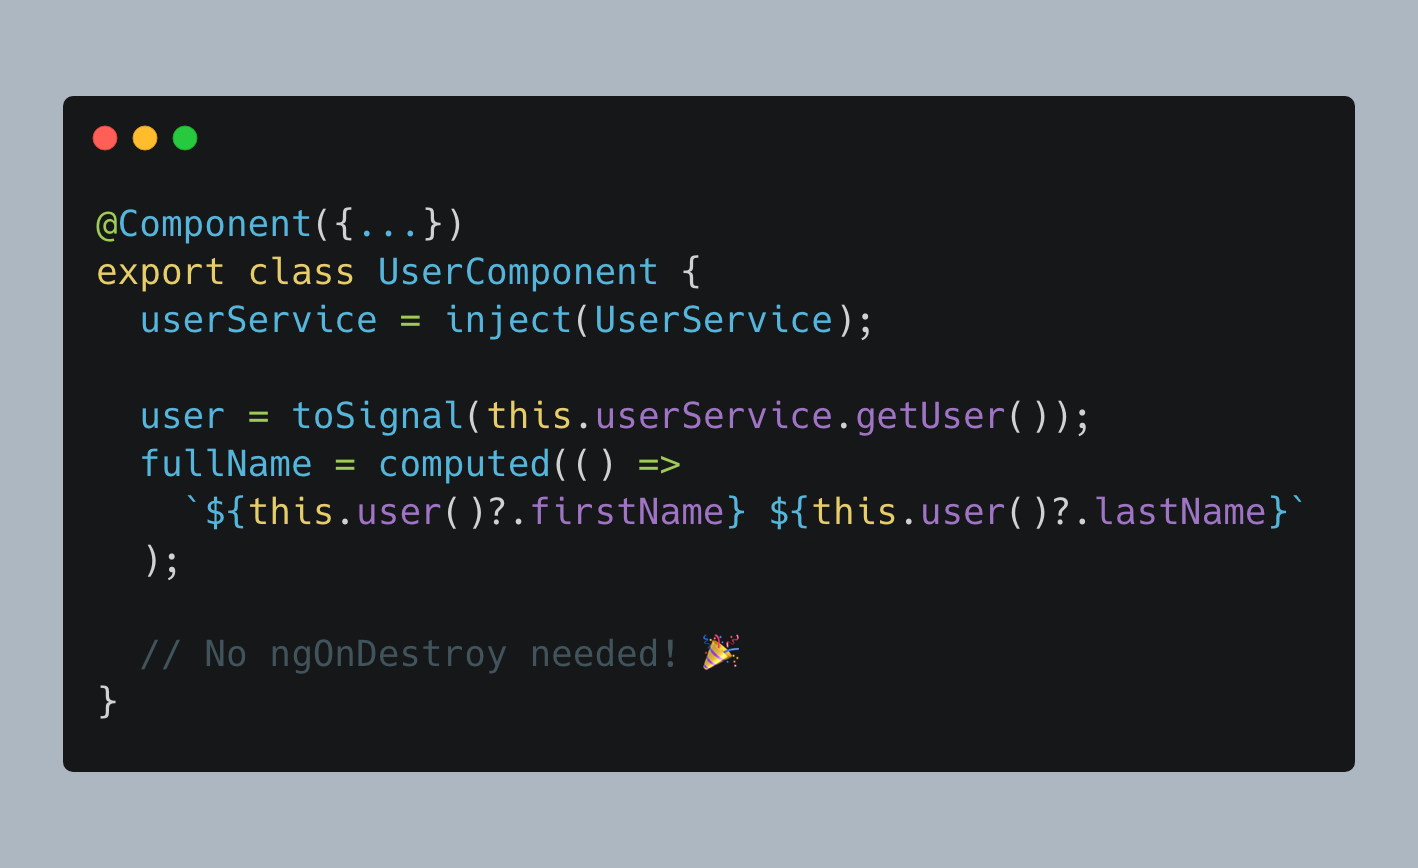 @Component({...})
export class UserComponent {
  userService = inject(UserService);

  user = toSignal(this.userService.getUser());
  fullName = computed(() =>
    `${this.user()?.firstName} ${this.user()?.lastName}`
  );

  // No ngOnDestroy needed! 🎉
}